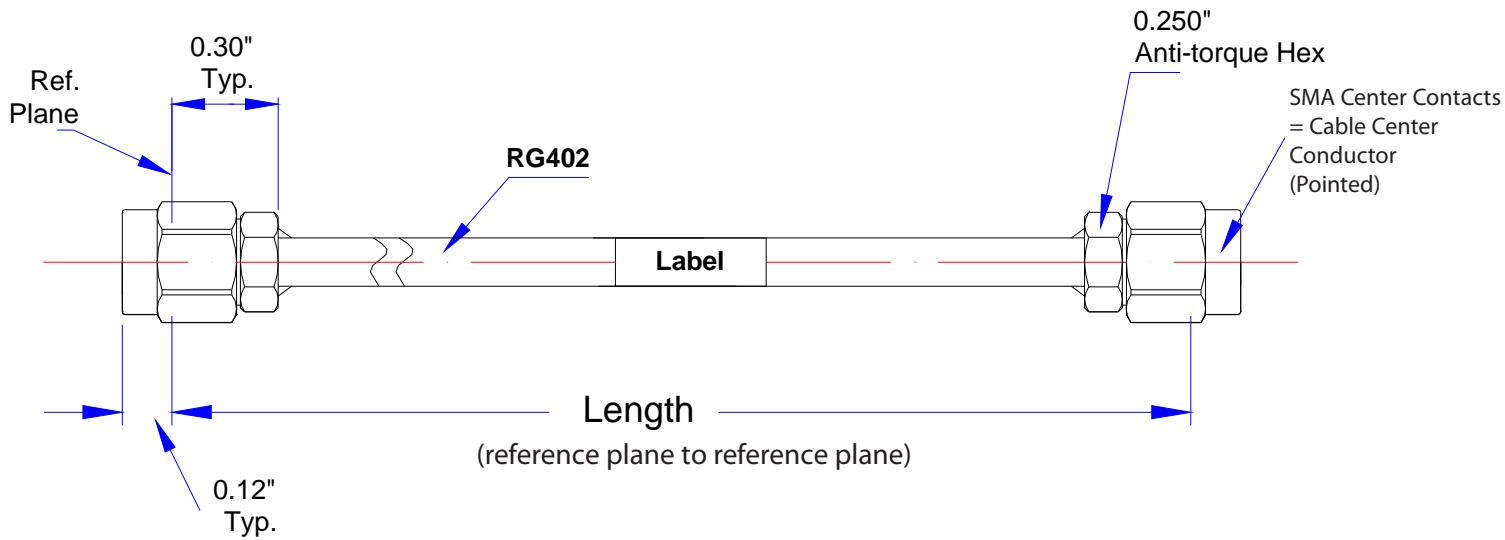 0.250"
Anti-torque Hex
0.30"
Typ.
Ref.
Plane
SMA Center Contacts
= Cable Center
Conductor
(Pointed)
RG402
Label
Length
(reference plane to reference plane)
0.12"
Typ.